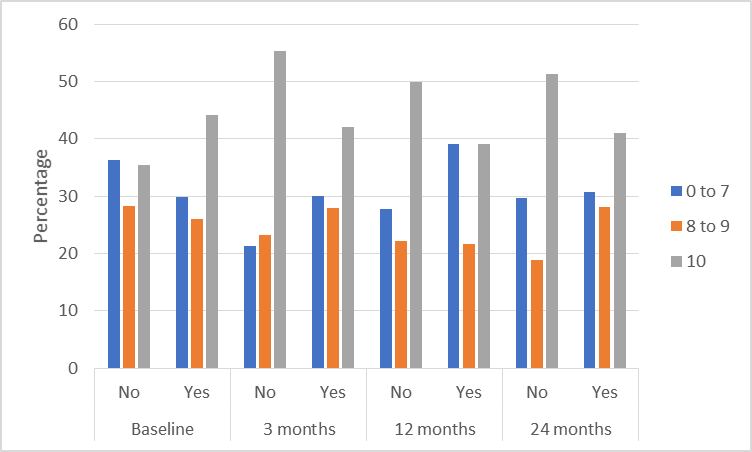 60
50
40
30
20
10
0
Percentage
No Yes No Yes No Yes No Yes
Baseline 3 months 12 months 24 months
0 to 7
8 to 9
10